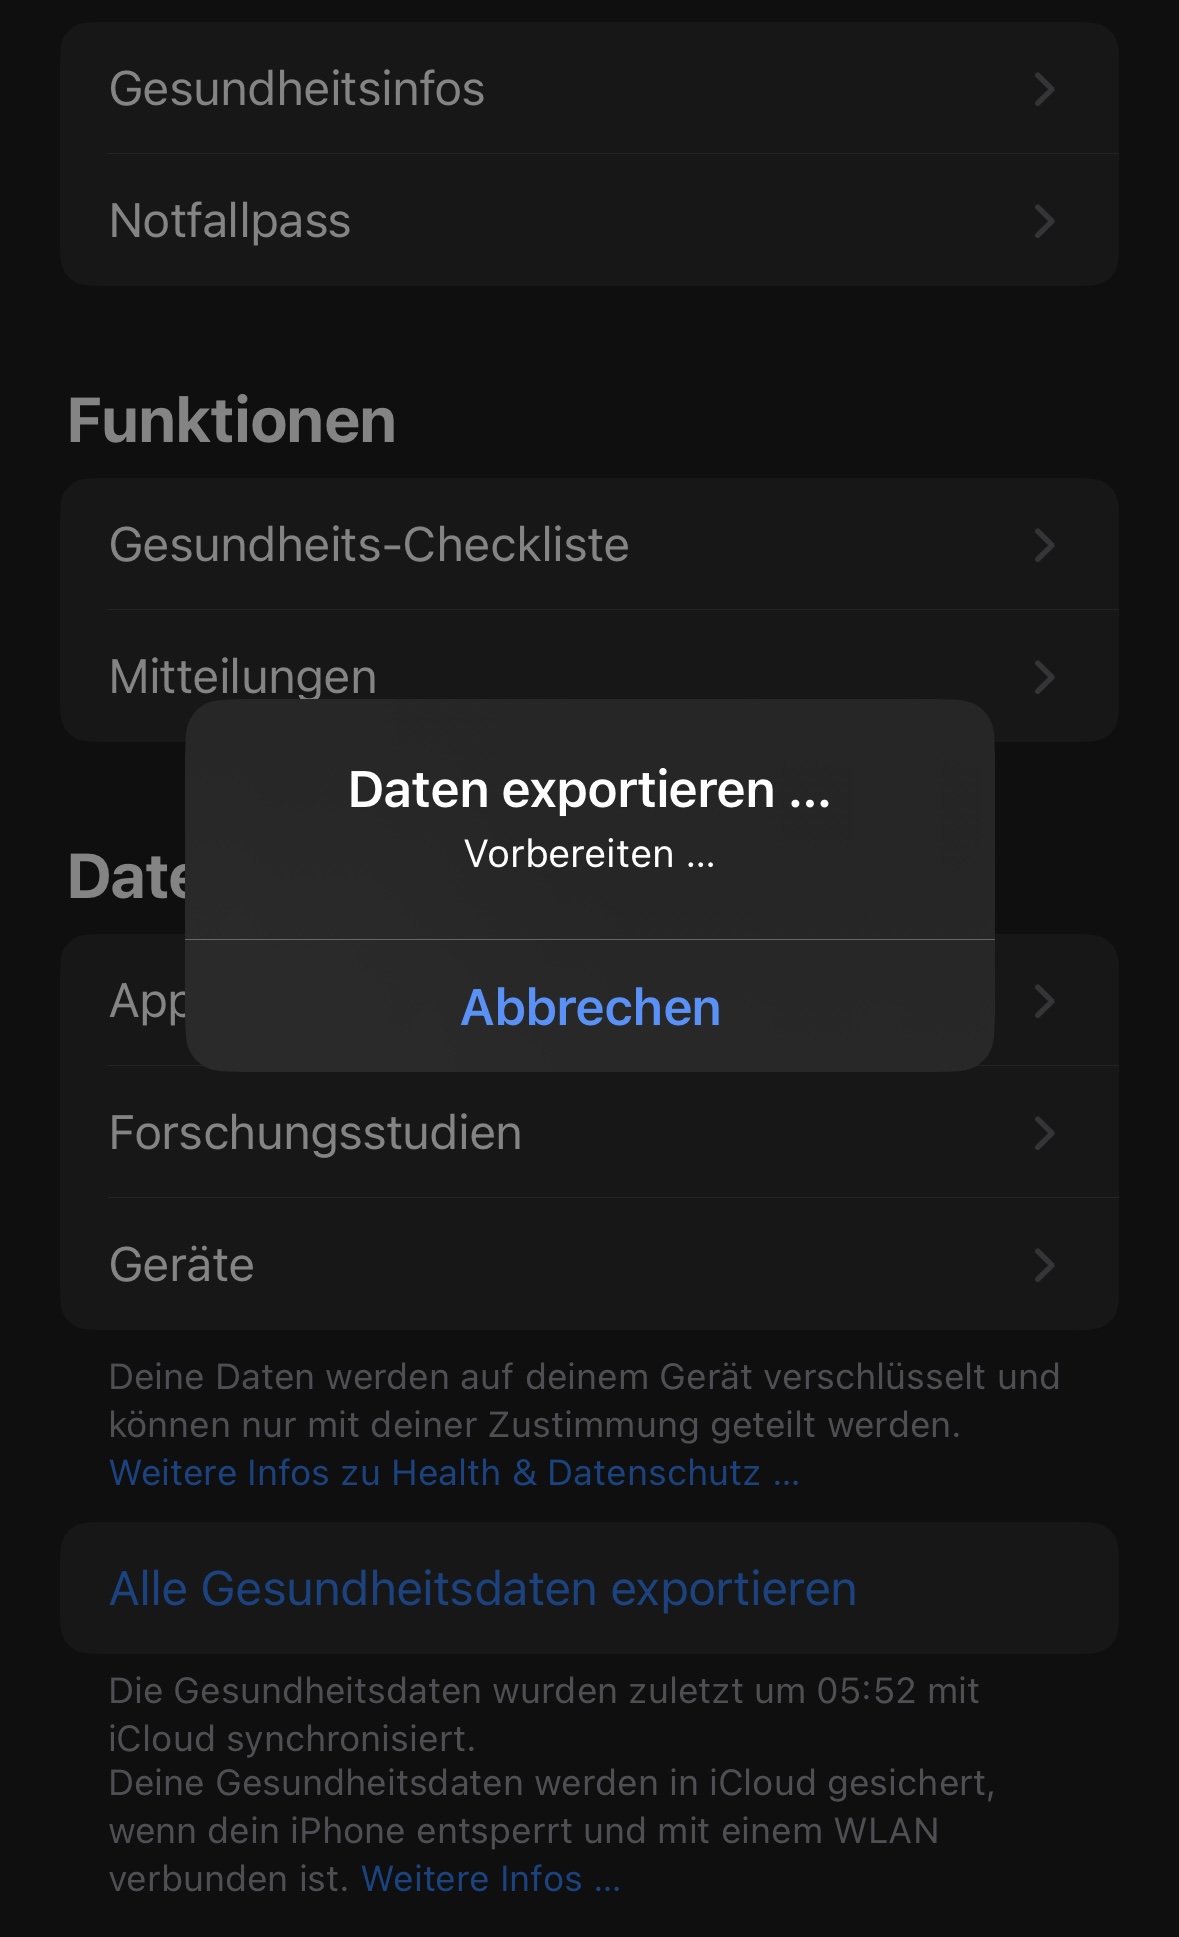 Gesundheitsinfos
Notfallpass
Funktionen
Gesundheits-Checkliste
Mitteilungen
Daten exportieren ...
Vorbereiten ...
Abbrechen
Forschungsstudien
Geräte
Deine Daten werden auf deinem Gerät verschlüsselt und
können nur mit deiner Zustimmung geteilt werden.
Weitere Infos zu Health & Datenschutz ...
Alle Gesundheitsdaten exportieren
Die Gesundheitsdaten wurden zuletzt um 05:52 mit
iCloud synchronisiert.
Deine Gesundheitsdaten werden in iCloud gesichert,
wenn dein iPhone entsperrt und mit einem WLAN
verbunden ist. Weitere Infos ...